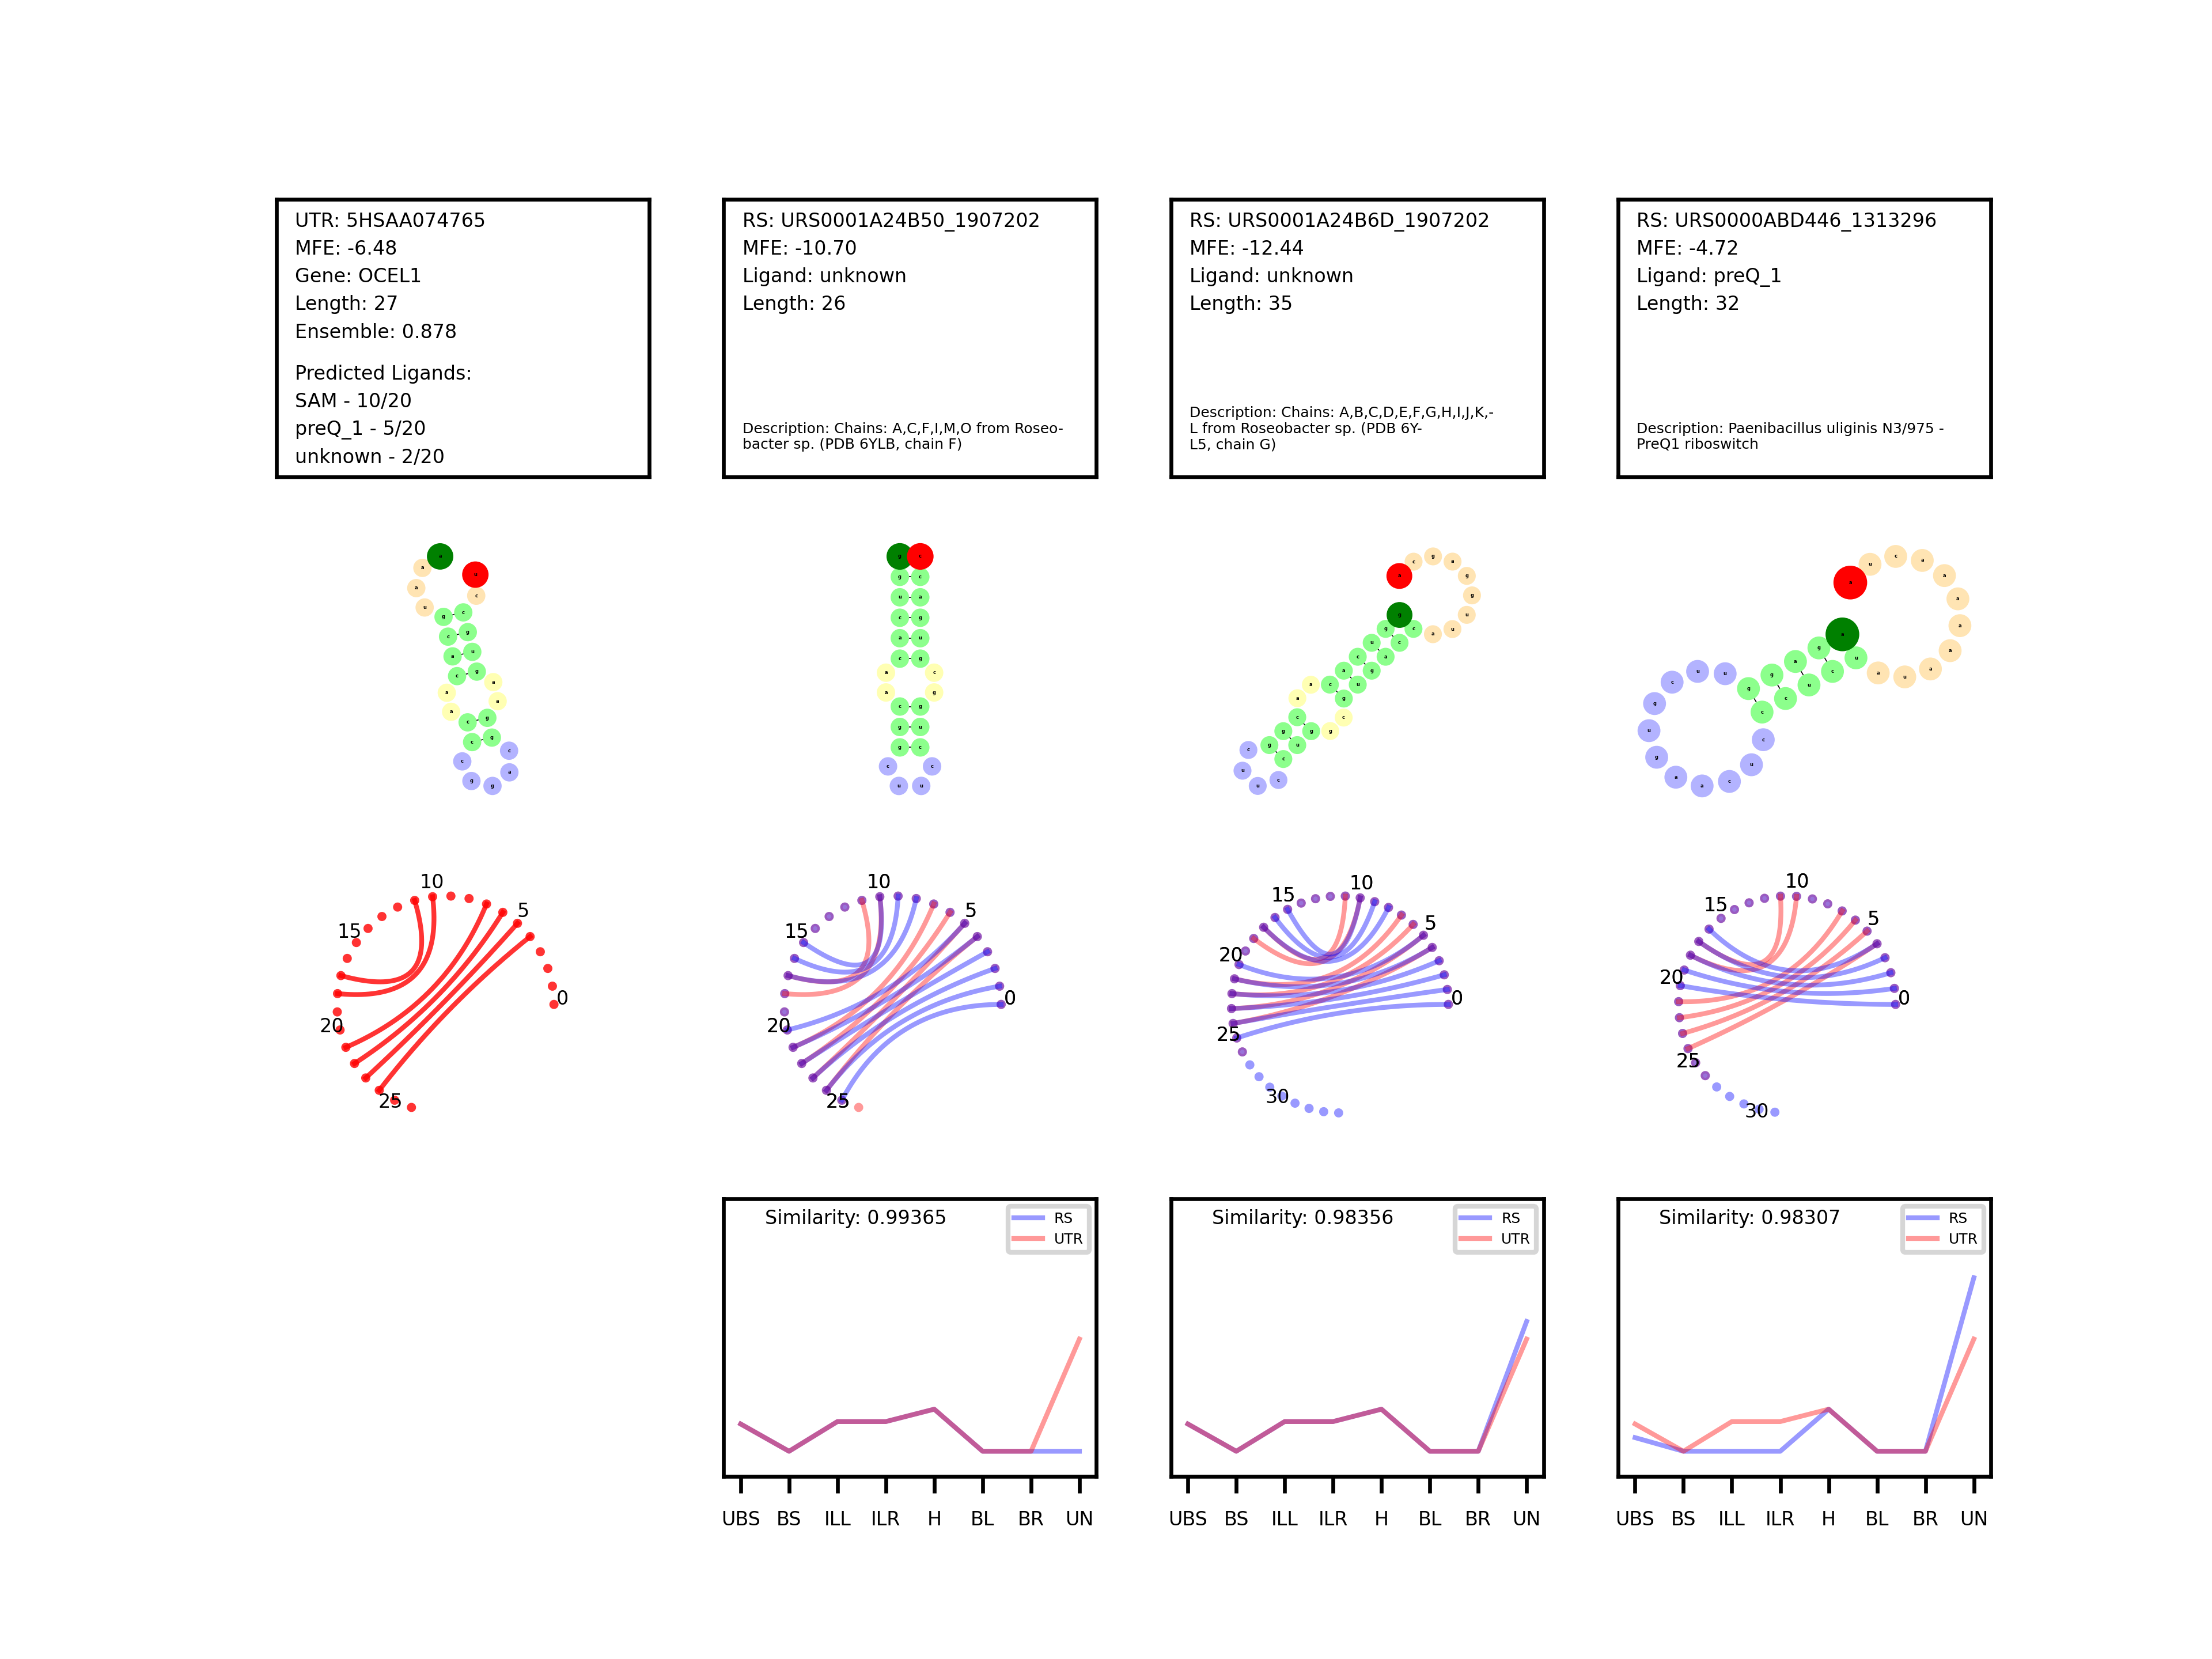 UTR: 5HSAA074765
MFE: -6.48
Gene: OCEL1
Length: 27
Ensemble: 0.878
Predicted Ligands:
SAM - 10/20
preQ_1 - 5/20
unknown - 2/20
RS: URS0001A24B50_1907202
MFE: -10.70
Ligand: unknown
Length: 26
Description: Chains: A,C,F,I,M,O from Roseo-
bacter sp. (PDB 6YLB, chain F)
RS: URS0001A24B6D_1907202
MFE: -12.44
Ligand: unknown
Length: 35
Description: Chains: A,B,C,D,E,F,G,H,I,J,K,-
L from Roseobacter sp. (PDB 6Y-
L5, chain G)
RS: URS0000ABD446_1313296
MFE: -4.72
Ligand: preQ_1
Length: 32
Description: Paenibacillus uliginis N3/975 -
PreQ1 riboswitch
0
5
10
15
20
25
0
5
10
15
20
25
0
5
10
15
20
25
30
0
5
10
15
20
25
30
Similarity: 0.99365
RS
UTR
UBS BS ILL ILR H BL BR UN
Similarity: 0.98356
RS
UTR
UBS BS ILL ILR H BL BR UN
Similarity: 0.98307
RS
UTR
UBS BS ILL ILR H BL BR UN